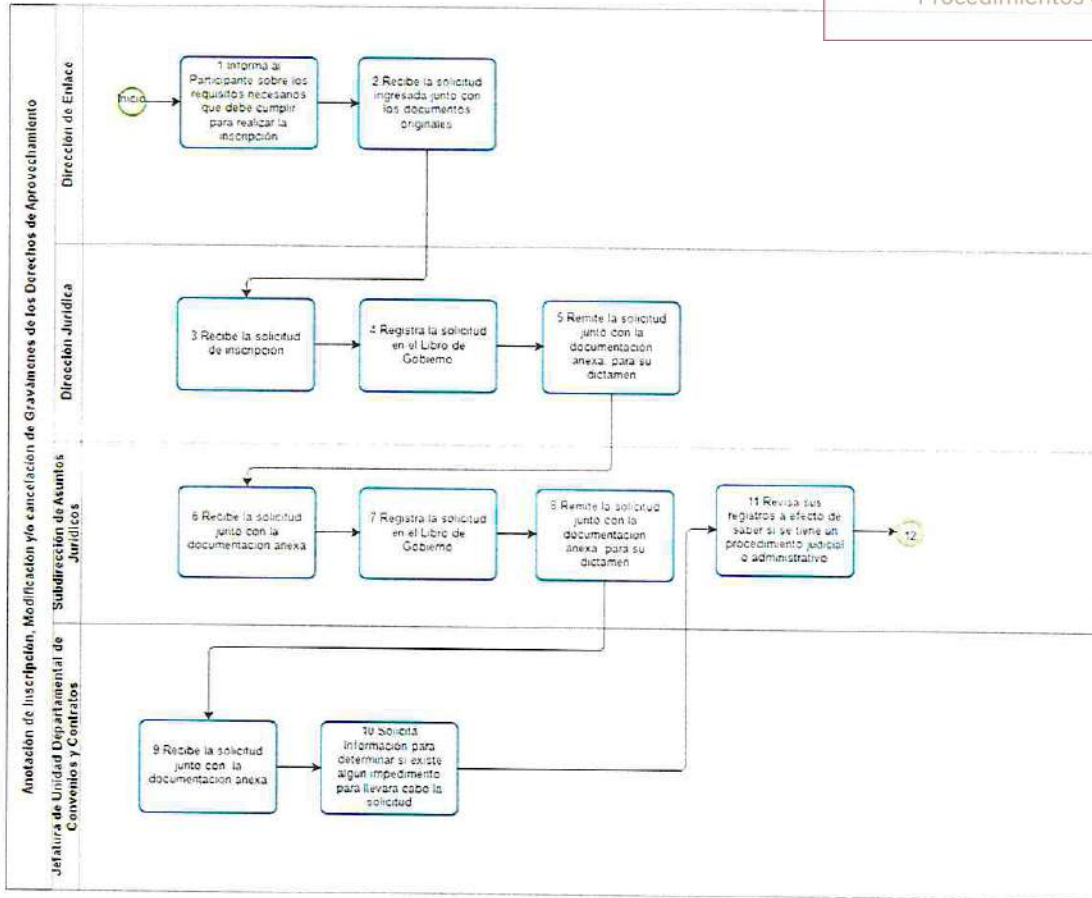 Procedimientos
Anotación de Inscripción, Modificación y/o cancelación de Gravámenes de los Derechos de Aprovechamiento
Dirección de Enlace
Inicio
1 Informa al
Participante sobre los
requisitos necesarios
que debe cumplir
para realizar la
inscripción
2 Recibe la solicitud
ingresada junto con
los documentos
originales
Dirección Jurídica
3 Recibe la solicitud
de inscripción
4 Registra la solicitud
en el Libro de
Gobierno
5 Remite la solicitud
junto con la
documentación
anexa para su
dictamen
Subdirección de Asuntos
Jurídicos
6 Recibe la solicitud
junto con la
documentación anexa
7 Registra la solicitud
en el Libro de
Gobierno
8 Remite la solicitud
junto con la
documentación
anexa para su
dictamen
11 Revisa sus
registros a efecto de
saber si se tiene un
procedimiento judicial
o administrativo
12
Jefatura de Unidad Departamental de
Convenios y Contratos
9 Recibe la solicitud
junto con la
documentación anexa
10 Solicita
Información para
determinar si existe
algun impedimento
para llevara cabo la
solicitud